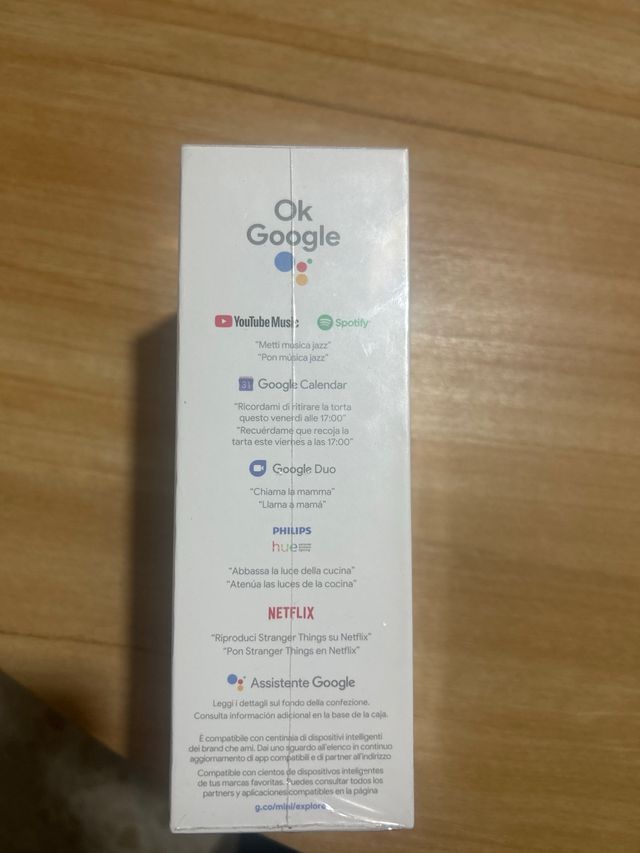 Ok
Google
YouTube Music Spotify
"Metti musica jazz"
"Pon música jazz"
31 Google Calendar
"Ricordami di ritirare la torta
questo venerdì alle 17:00"
"Recuérdame que recoja la
tarta este viernes a las 17:00"
Google Duo
"Chiama la mamma"
"Llama a mamá"
PHILIPS
hue
"Abbassa la luce della cucina"
"Atenúa las luces de la cocina"
NETFLIX
"Riproduci Stranger Things su Netflix"
"Pon Stranger Things en Netflix"
Assistente Google
Leggi i dettagli sul fondo della confezione.
Consulta información adicional en la base de la caja.
È compatibile con centinaia di dispositivi intelligenti
dei brand che ami. Dai uno sguardo all'elenco in continuo
aggiornamento di app compatibili e di partner all'indirizzo
Compatible con cientos de dispositivos inteligentes
de tus marcas favoritas. Puedes consultar todos los
partners y aplicaciones compatibles en la página
g.co/mini/explore